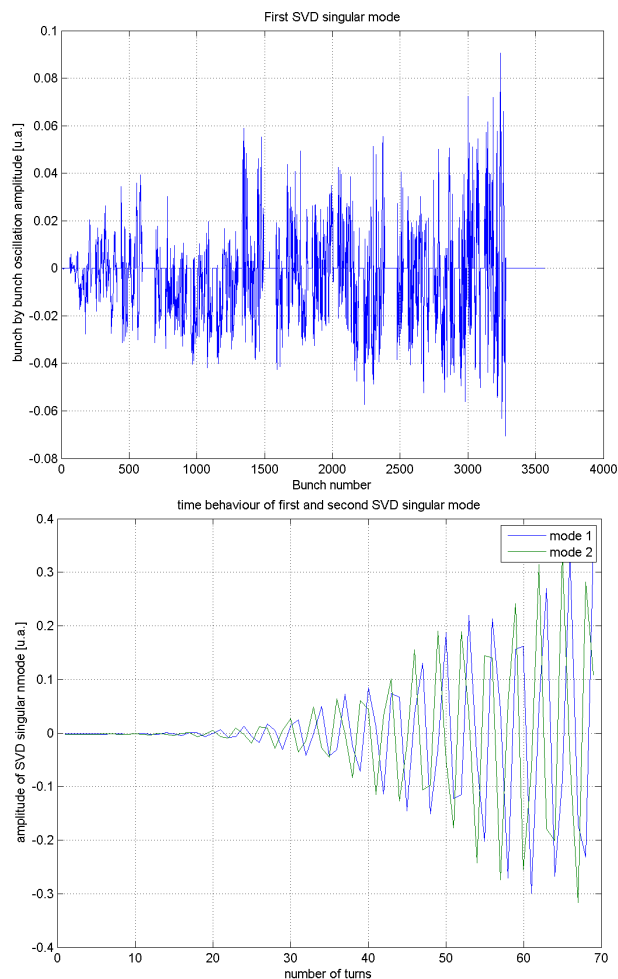 First SVD singular mode
0.1
0.08
0.06
0.04
0.02
0
-0.02
-0.04
-0.06
-0.08
bunch by bunch oscillation amplitude [u.a.]
0 500 1000 1500 2000 2500 3000 3500 4000
Bunch number
time behaviour of first and second SVD singular mode
0.4
0.3
0.2
0.1
0
-0.1
-0.2
-0.3
-0.4
amplitude of SVD singular nmode [u.a.]
mode 1
mode 2
0 10 20 30 40 50 60 70
number of turns